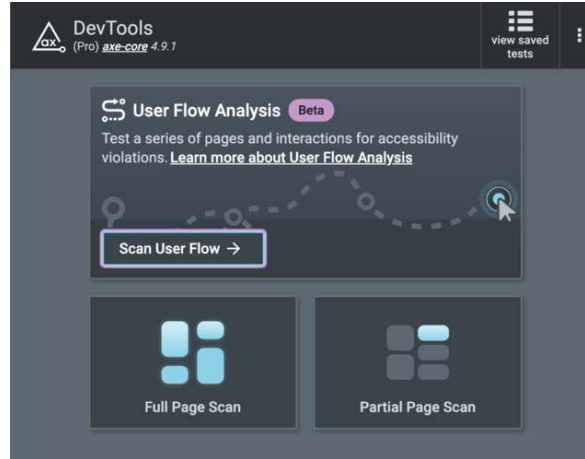 DevTools
ax
(Pro) axe-core 4.9.1
view saved
tests
User Flow Analysis Beta
Test a series of pages and interactions for accessibility
violations. Learn more about User Flow Analysis
Scan User Flow →
Full Page Scan
Partial Page Scan